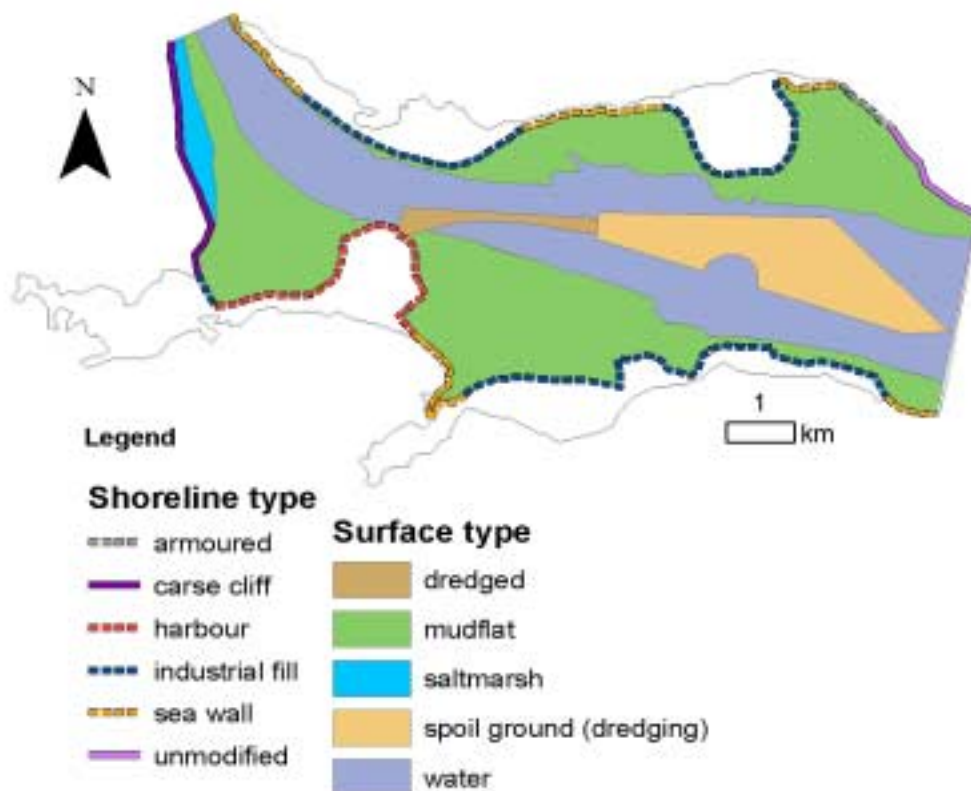 N
1
km
Legend
Shoreline type
armoured
carse cliff
harbour
industrial fill
sea wall
unmodified
Surface type
dredged
mudflat
saltmarsh
spoil ground (dredging)
water